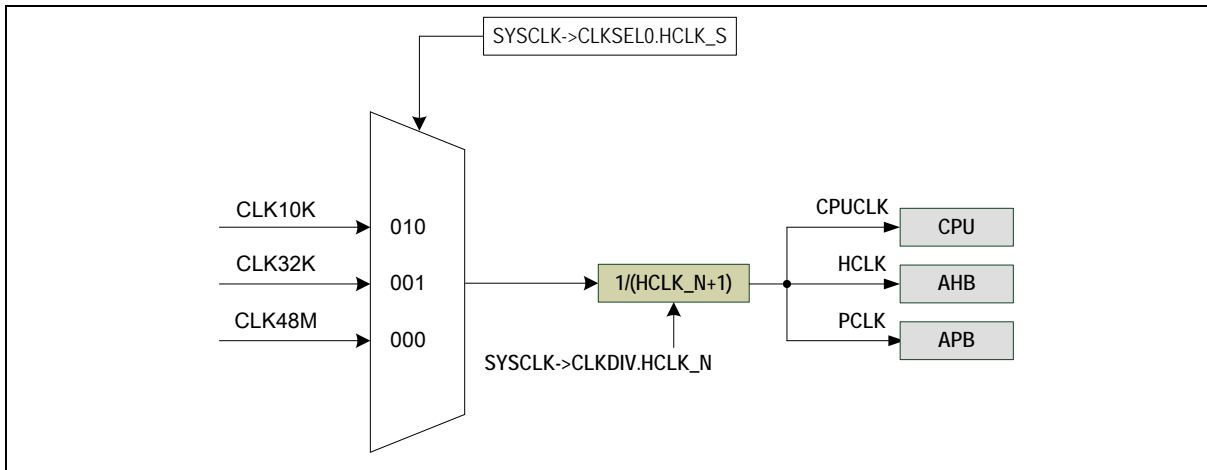 SYSCLK->CLKSEL0.HCLK_S
CLK10K
010
CLK32K
001
CLK48M
000
1/(HCLK_N+1)
SYSCLK->CLKDIV.HCLK_N
CPUCLK
CPU
HCLK
AHB
PCLK
APB